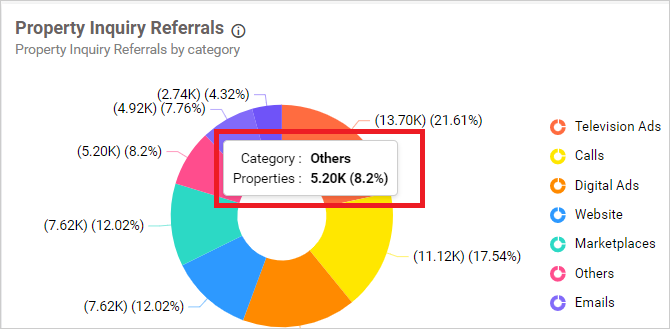 Property Inquiry Referrals
Property Inquiry Referrals by category
(2.74K) (4.32%)
(4.92K) (7.76%)
(13.70K) (21.61%)
(5.20K) (8.2%)
Category : Others
Properties : 5.20K (8.2%)
(7.62K) (12.02%)
(11.12K) (17.54%)
(7.62K) (12.02%)
Television Ads
Calls
Digital Ads
Website
Marketplaces
Others
Emails